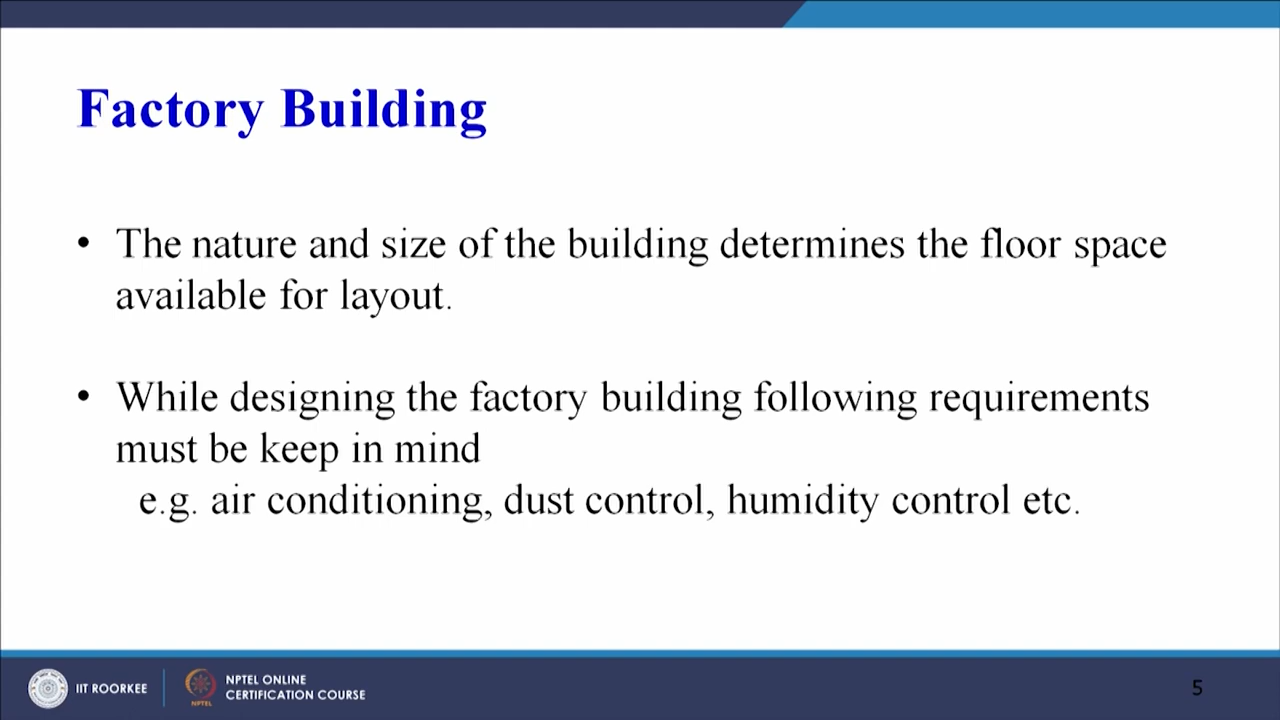 Factory Building
• The nature and size of the building determines the floor space
available for layout.
• While designing the factory building following requirements
must be keep in mind
e.g. air conditioning, dust control, humidity control etc.
IIT ROORKEE
NPTEL
NPTEL ONLINE
CERTIFICATION COURSE
5